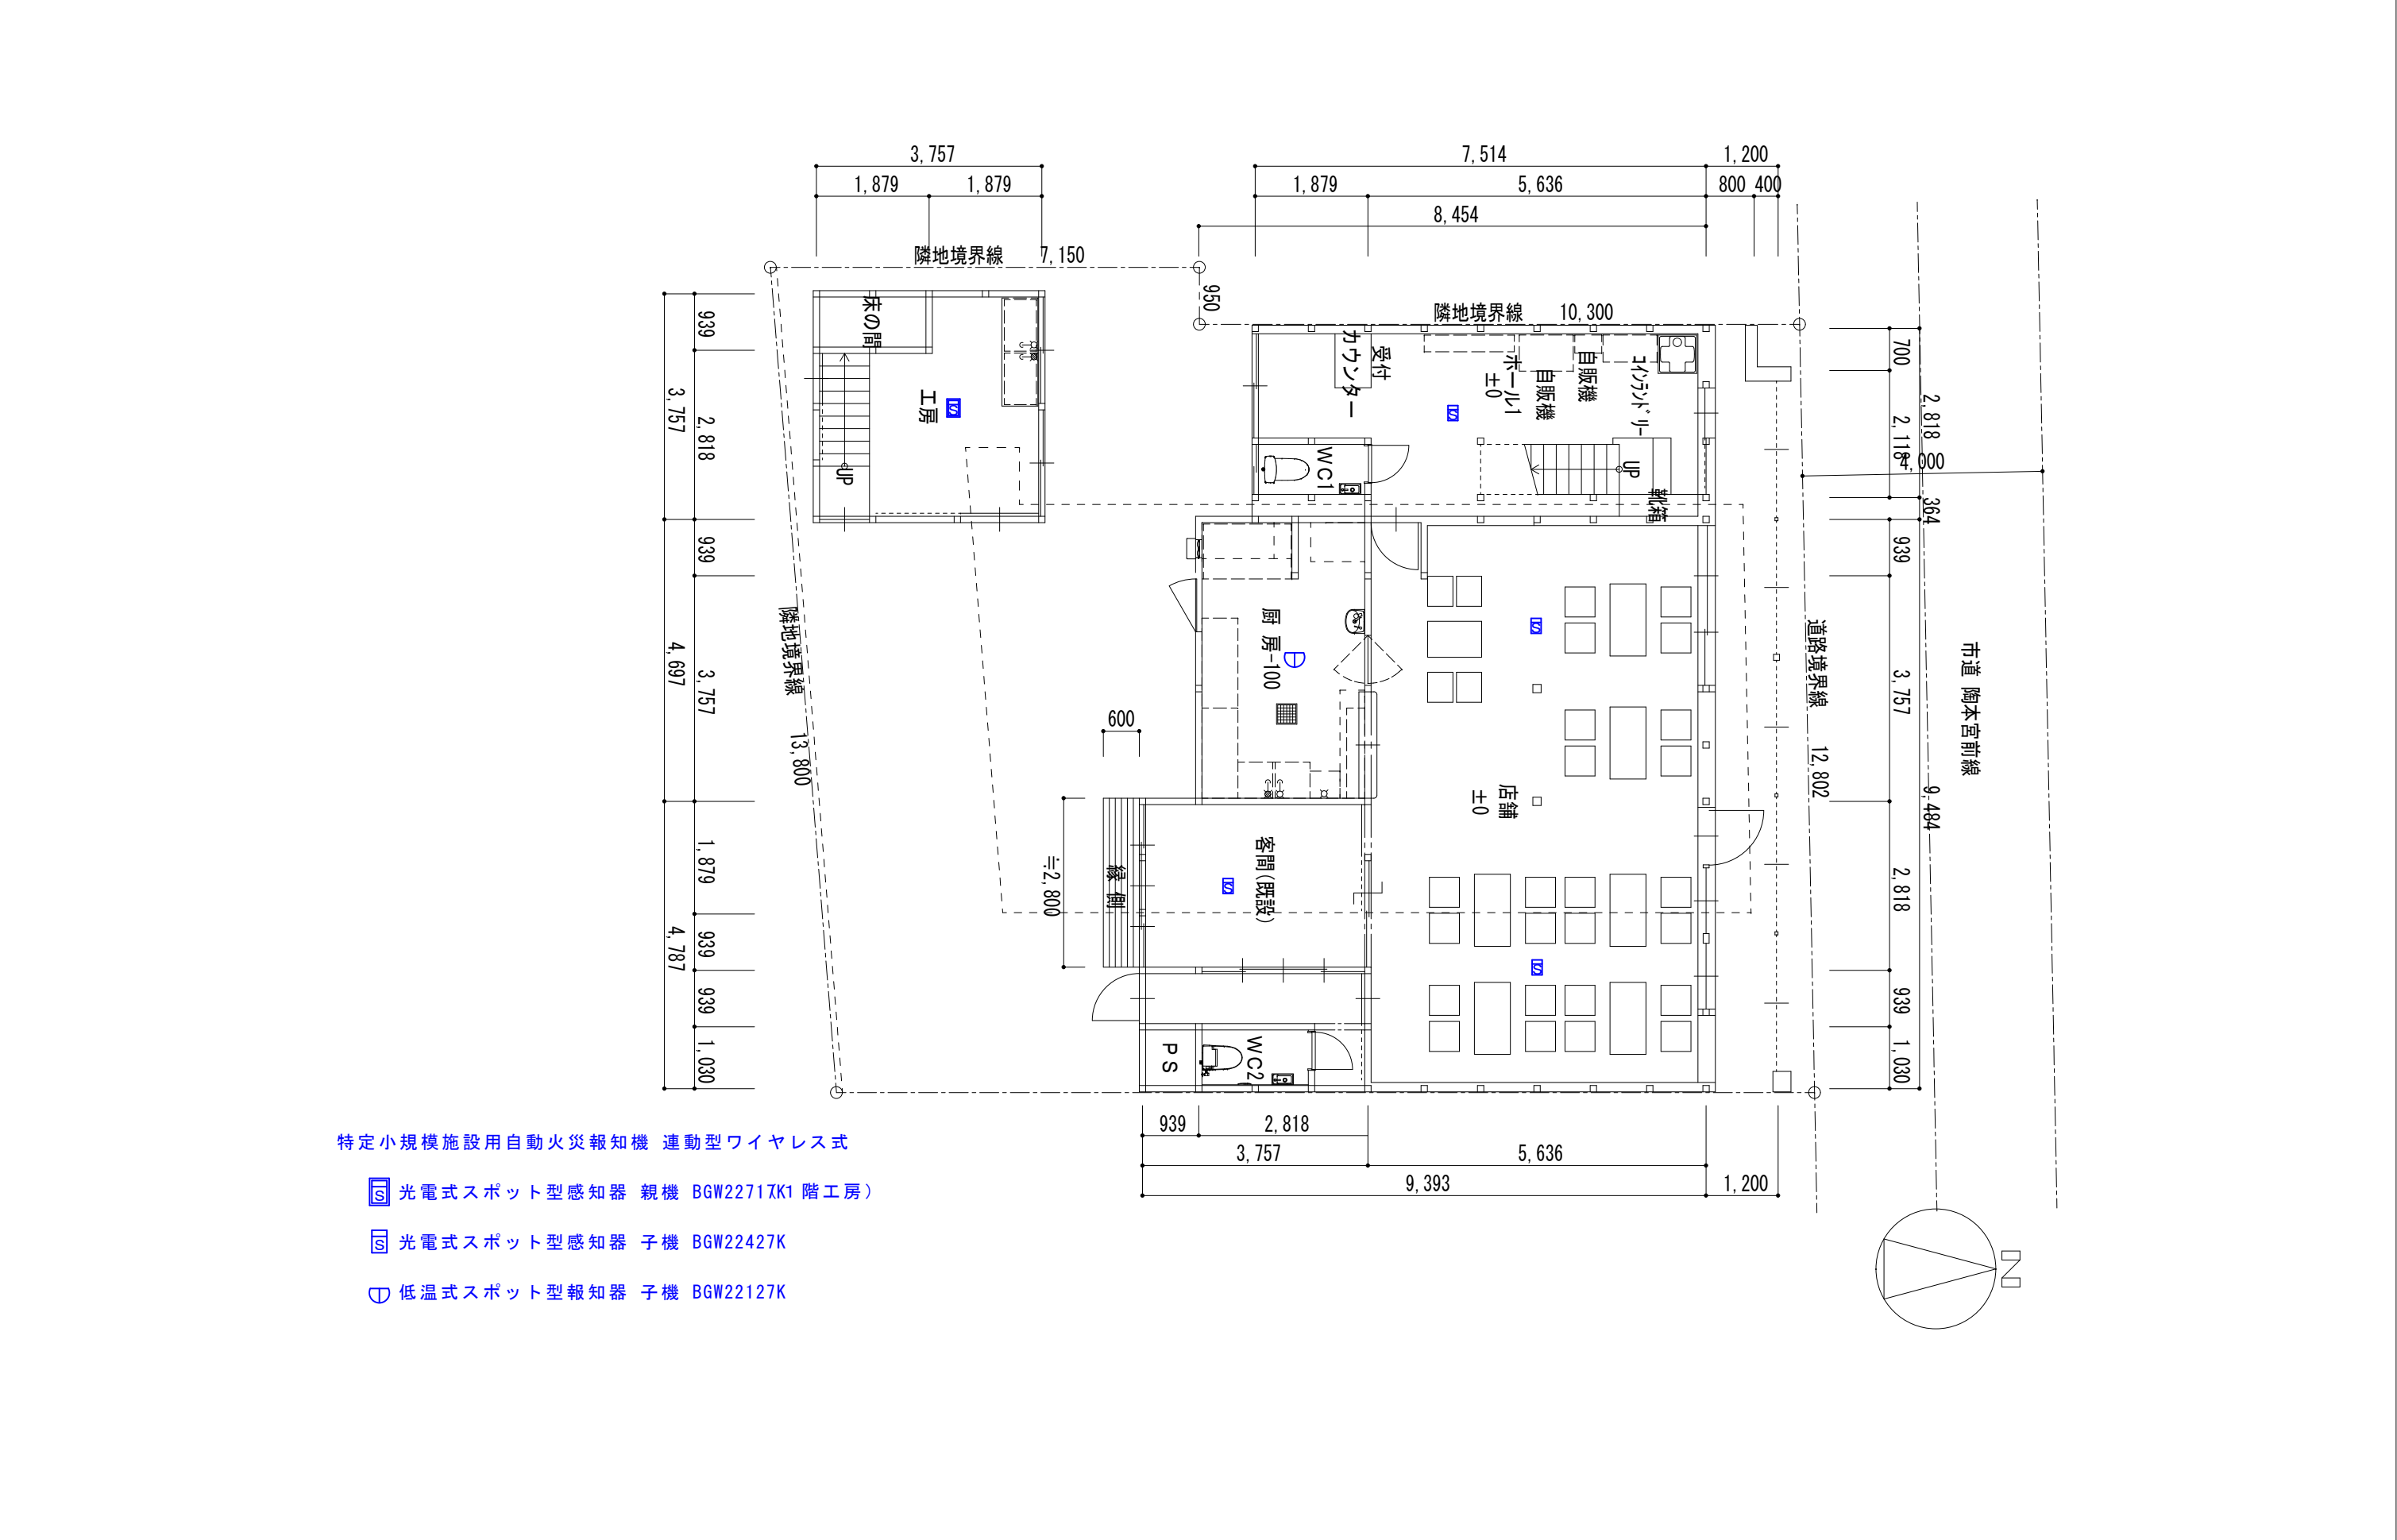 3,757
7,514
1,200
1,879
1,879
1,879
5,636
800
400
8,454
隣地境界線
7,150
950
隣地境界線
10,300
939
2,818
3,757
939
3,757
4,697
1,879
939
939
1,030
4,787
床の間
工房
UP
カウンター
受付
ホール1
±0
自販機
自販機
コインランドリー
WC1
UP
靴箱
700
2,118
2,818
4,000
364
939
3,757
2,818
939
1,030
9,484
隣地境界線
13,800
厨 房-100
店舗
±0
600
≒2,800
縁 側
客間(既設)
PS
WC2
道路境界線
12,802
市道 陶本宮前線
939
2,818
3,757
5,636
9,393
1,200
N
特定小規模施設用自動火災報知機 連動型ワイヤレス式
S 光電式スポット型感知器 親機 BGW22717K(1階工房)
S 光電式スポット型感知器 子機 BGW22427K
低温式スポット型報知器 子機 BGW22127K
S
S
S
S
S